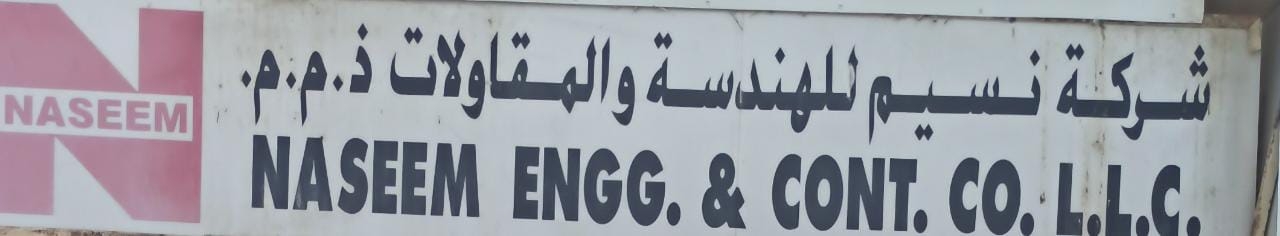 NASEEM
شركة نسيم للهندسة والمقاولات ذ.م.م.
NASEEM ENGG. & CONT. CO. L.L.C.